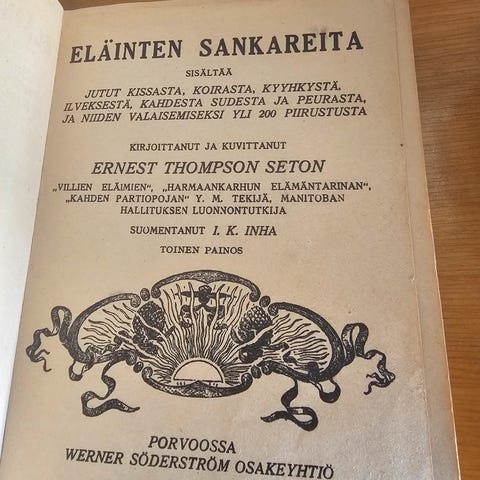 ELÄINTEN SANKAREITA
SISÄLTÄÄ
JUTUT KISSASTA, KOIRASTA, KYYHKYSTÄ,
ILVEKSESTÄ, KAHDESTA SUDESTA JA PEURASTA,
JA NIIDEN VALAISEMISEKSI YLI 200 PIIRUSTUSTA
KIRJOITTANUT JA KUVITTANUT
ERNEST THOMPSON SETON
„VILLIEN ELÄIMIEN", „HARMAANKARHUN ELÄMÄNTARINAN",
„KAHDEN PARTIOPOJAN" Y. M. TEKIJÄ, MANITOBAN
HALLITUKSEN LUONNONTUTKIJA
SUOMENTANUT I. K. INHA
TOINEN PAINOS
PORVOOSSA
WERNER SÖDERSTRÖM OSAKEYHTIÖ